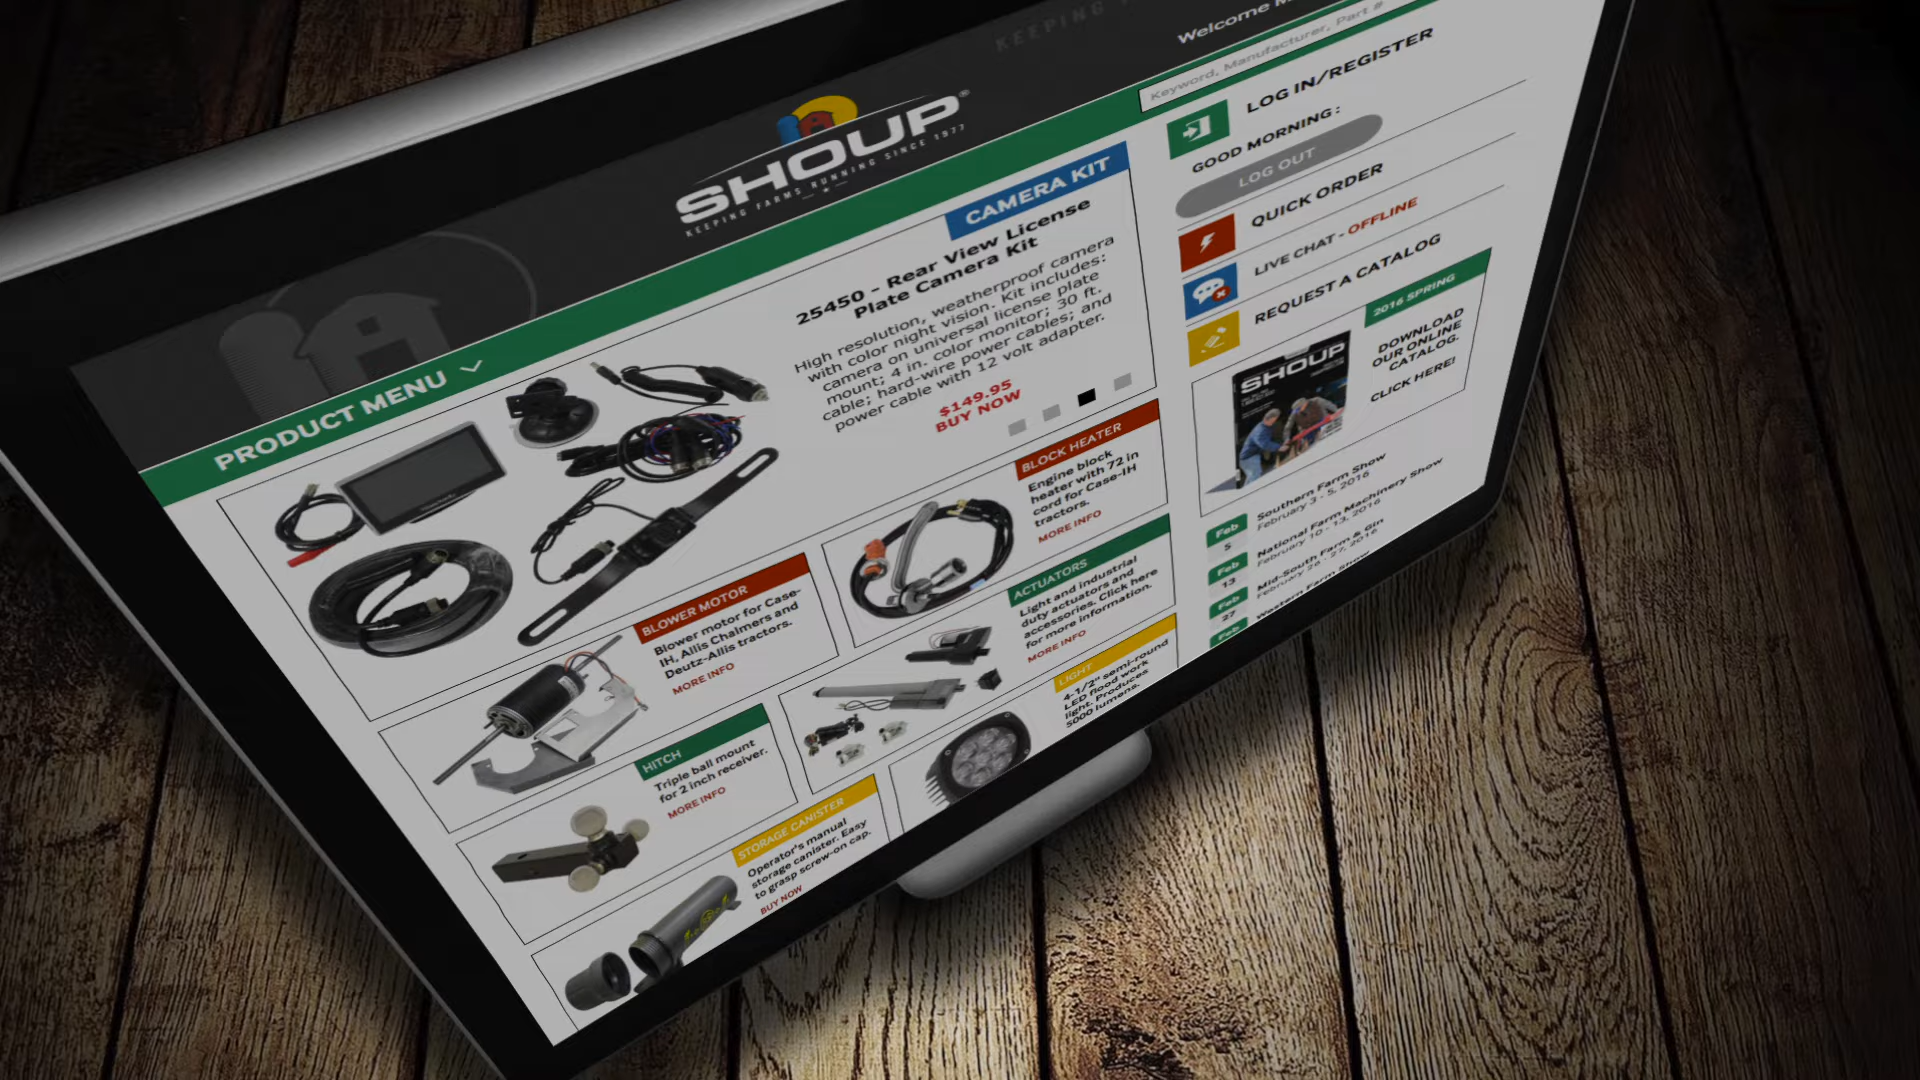 KEEPING
Welcome
Keyword, Manufacturer, Part #
SHOUP®
KEEPING FARMS RUNNING SINCE 1977
PRODUCT MENU
CAMERA KIT
25450 - Rear View License
Plate Camera Kit
High resolution, weatherproof camera
with color night vision. Kit includes:
camera on universal license plate
mount; 4 in. color monitor; 30 ft.
cable; hard-wire power cables; and
power cable with 12 volt adapter.
$149.95
BUY NOW
BLOWER MOTOR
Blower motor for Case-
IH, Allis Chalmers and
Deutz-Allis tractors.
MORE INFO
BLOCK HEATER
Engine block
heater with 72 in
cord for Case-IH
tractors.
MORE INFO
HITCH
Triple ball mount
for 2 inch receiver.
MORE INFO
ACTUATORS
Light and industrial
duty actuators and
accessories. Click here
for more information.
MORE INFO
STORAGE CANISTER
Operator's manual
storage canister. Easy
to grasp screw-on cap.
BUY NOW
LIGHT
4-1/2" semi-round
LED flood work
light. Produces
5000 lumens.
LOG IN/REGISTER
GOOD MORNING :
LOG OUT
QUICK ORDER
LIVE CHAT - OFFLINE
REQUEST A CATALOG
2016 SPRING
SHOUP
DOWNLOAD
OUR ONLINE
CATALOG.
CLICK HERE!
Feb
5
Southern Farm Show
February 3 - 5, 2016
Feb
13
National Farm Machinery Show
February 10 - 13, 2016
Feb
27
Mid-South Farm & Gin
February 26 - 27, 2016
Feb
Western Farm Show